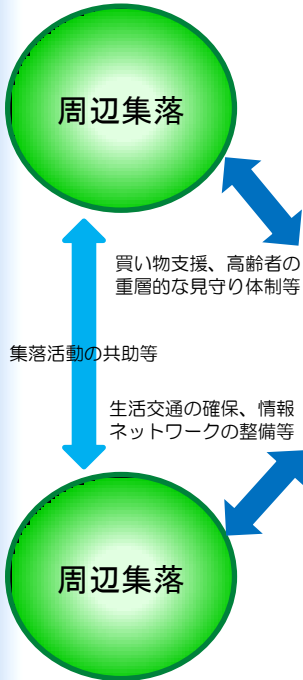 周辺集落
買い物支援、高齢者の
重層的な見守り体制等
集落活動の共助等
生活交通の確保、情報
ネットワークの整備等
周辺集落